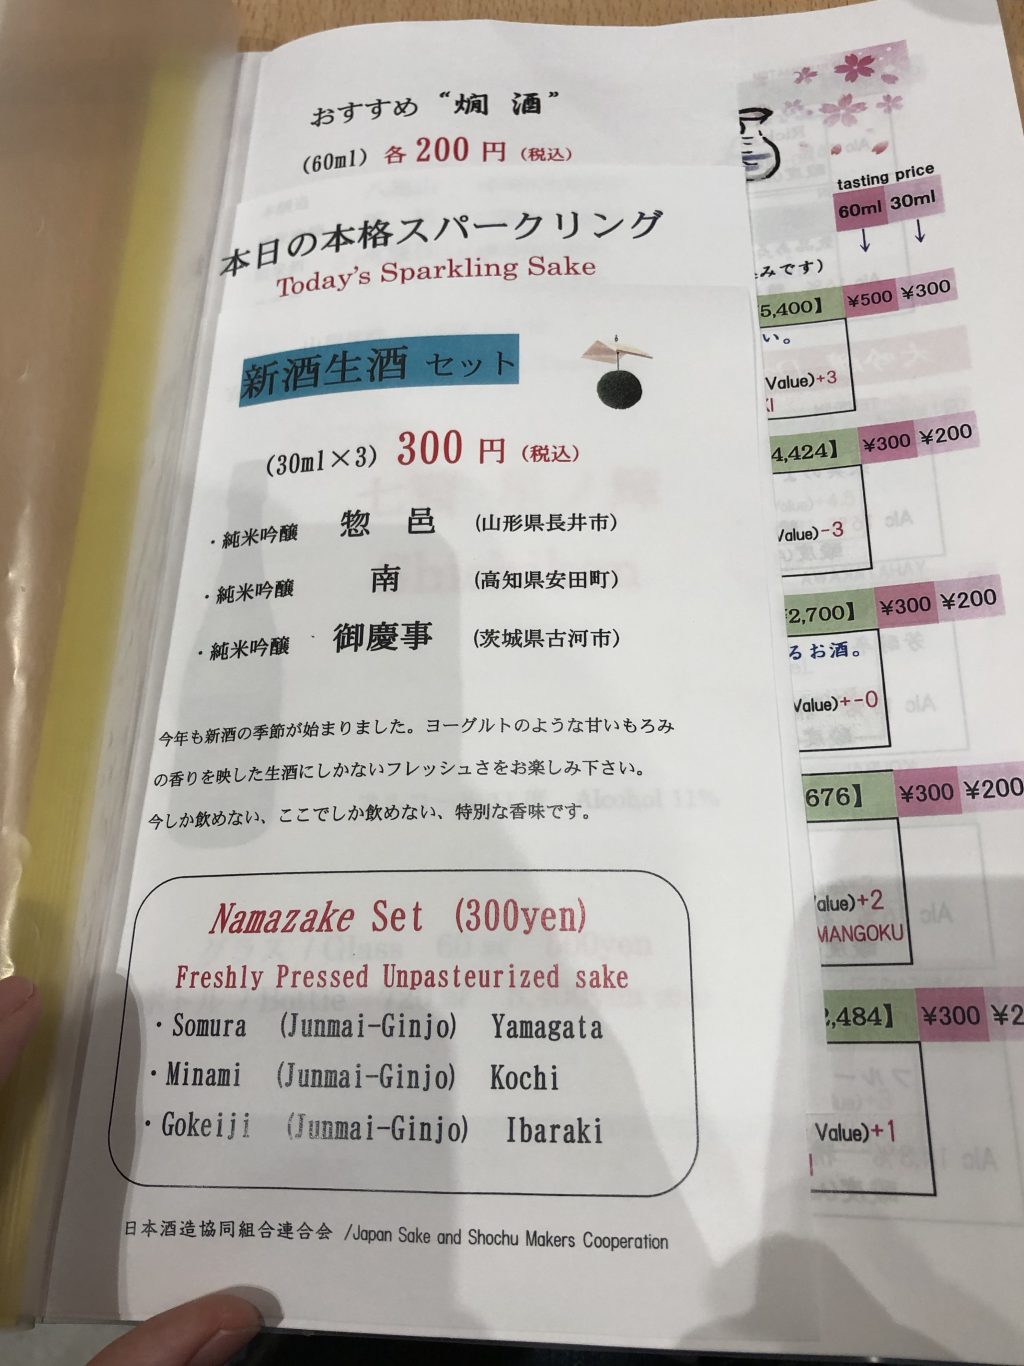 おすすめ “燗 酒”
(60ml) 各 200 円 (税込)
本日の本格スパークリング
Today's Sparkling Sake
新酒生酒 セット
(30ml×3) 300 円 (税込)
・純米吟醸 惣 邑 (山形県長井市)
・純米吟醸 南 (高知県安田町)
・純米吟醸 御慶事 (茨城県古河市)
今年も新酒の季節が始まりました。ヨーグルトのような甘いもろみ
の香りを映した生酒にしかないフレッシュさをお楽しみ下さい。
今しか飲めない、ここでしか飲めない、特別な香味です。
Namazake Set (300yen)
Freshly Pressed Unpasteurized sake
・Somura (Junmai-Ginjo) Yamagata
・Minami (Junmai-Ginjo) Kochi
・Gokeiji (Junmai-Ginjo) Ibaraki
日本酒造協同組合連合会 /Japan Sake and Shochu Makers Cooperation
tasting price
60ml 30ml
↓ ↓
みです)
5,400】 ¥500 ¥300
い。
Value)+3
KI
4,424】 ¥300 ¥200
Value)-3
¥2,700】 ¥300 ¥200
るお酒。
Value)+-0
676】 ¥300 ¥200
alue)+2
MANGOKU
2,484】 ¥300 ¥2
Value)+1